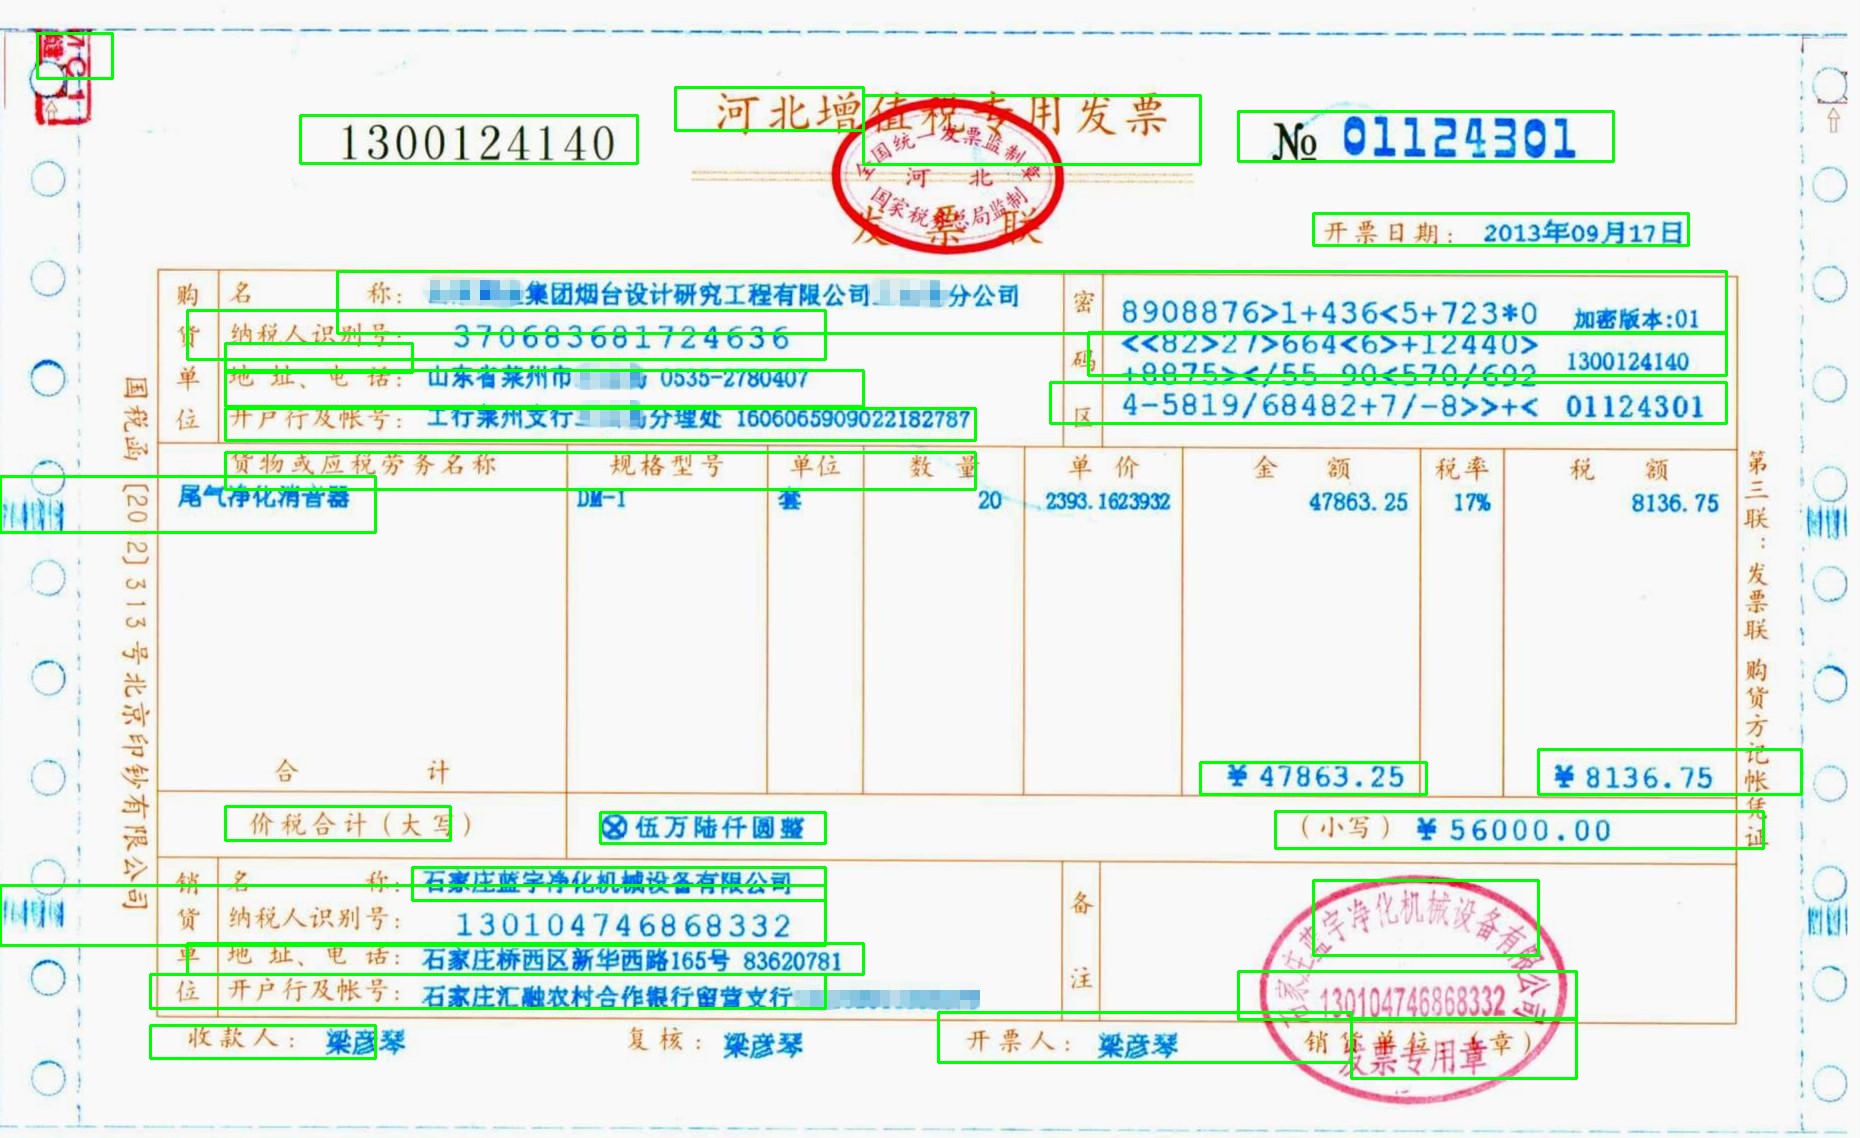 河北增值税专用发票
1300124140
№ 01124301
全国统一发票监制章
河 北
国家税务总局监制
发 票 联
开票日期: 2013年09月17日
购货单位
名 称: 集团烟台设计研究工程有限公司 分公司
纳税人识别号: 370683681724636
地址、电话: 山东省莱州市 0535-2780407
开户行及帐号: 工行莱州支行 分理处 1606065909022182787
密码区
8908876>1+436<5+723*0 加密版本:01
<<82>27>664<6>+12440> 1300124140
+8875></55 90<570/692
4-5819/68482+7/-8>>+< 01124301
货物或应税劳务名称 规格型号 单位 数 量 单 价 金 额 税率 税 额
尾气净化消音器 DM-I 套 20 2393.1623932 47863.25 17% 8136.75
合 计 ¥47863.25 ¥8136.75
价税合计(大写) ⊗伍万陆仟圆整 (小写) ¥56000.00
销货单位
名 称: 石家庄蓝宇净化机械设备有限公司
纳税人识别号: 130104746868332
地址、电话: 石家庄桥西区新华西路165号 83620781
开户行及帐号: 石家庄汇融农村合作银行留营支行
备注
石家庄蓝宇净化机械设备有限公司
130104746868332
发票专用章
收款人: 梁彦琴 复核: 梁彦琴 开票人: 梁彦琴 销货单位(章)
国税函[2012]313号北京印钞有限公司
第三联:发票联 购货方记帐凭证